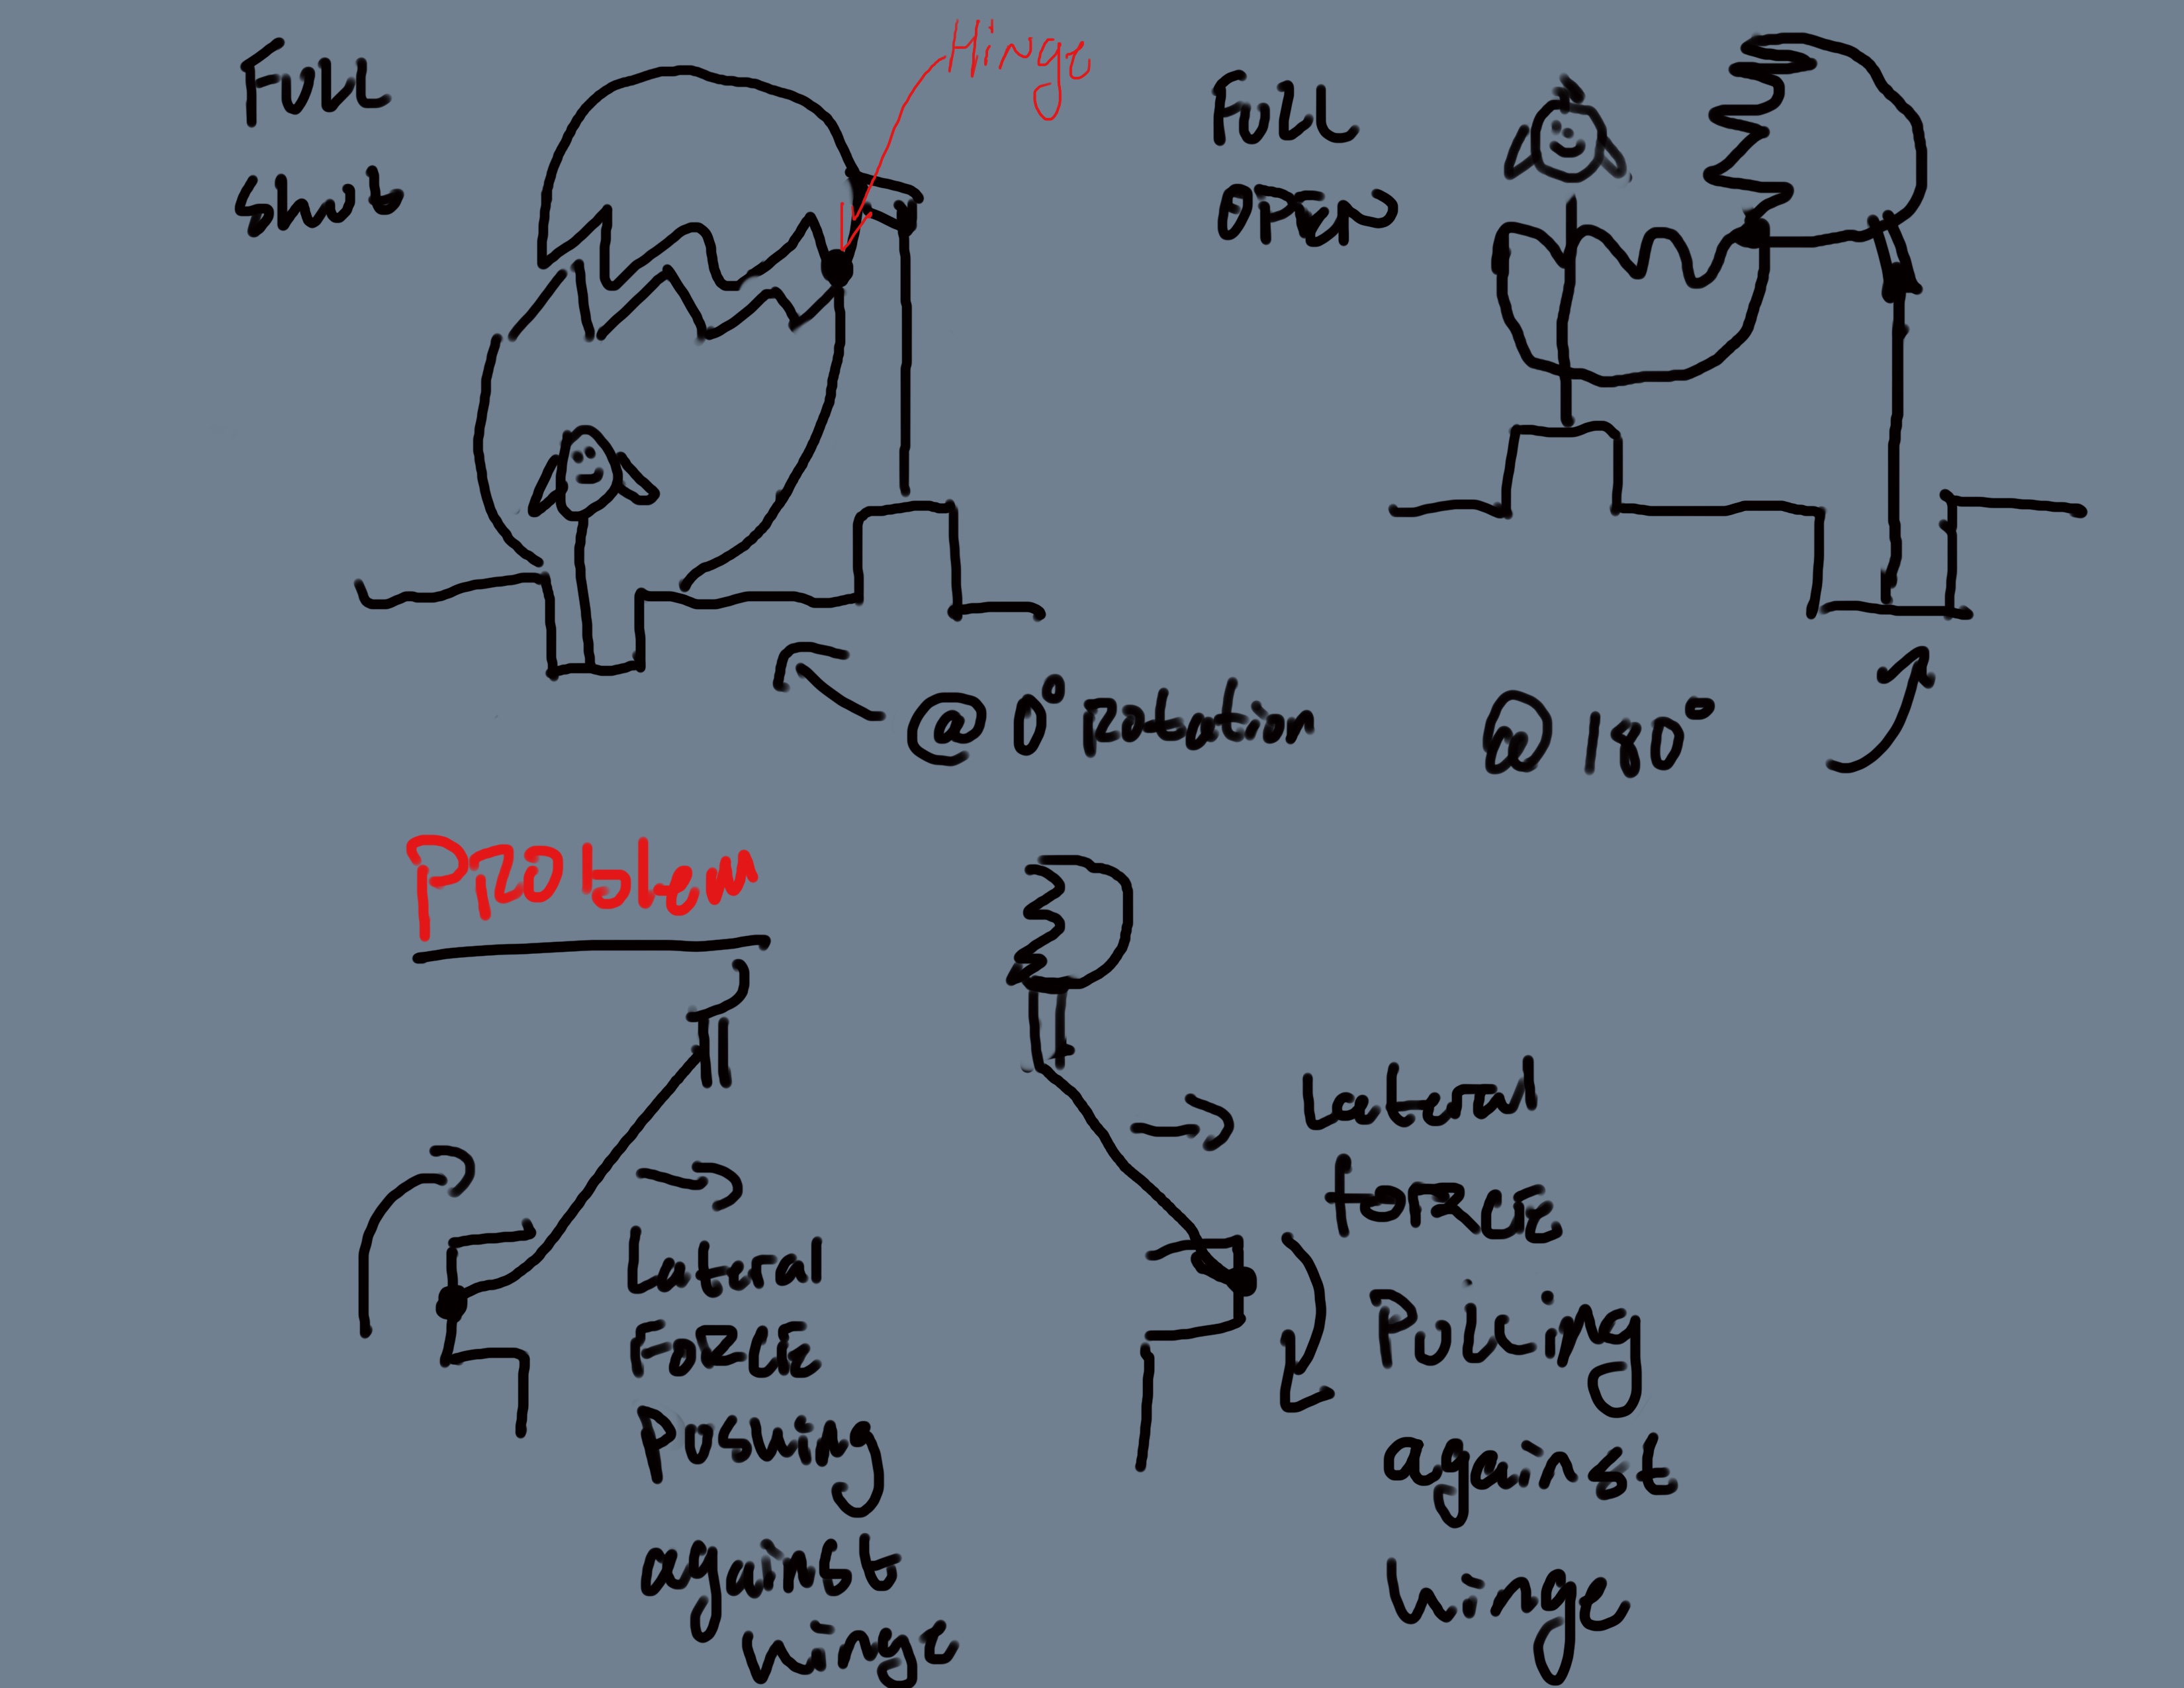 Hinge
Full
shut
Full
open
@ 0° Rotation
@ 180°
Problem
Lateral
Force
Pushing
against
hinge
Lateral
force
Pulling
against
hinge